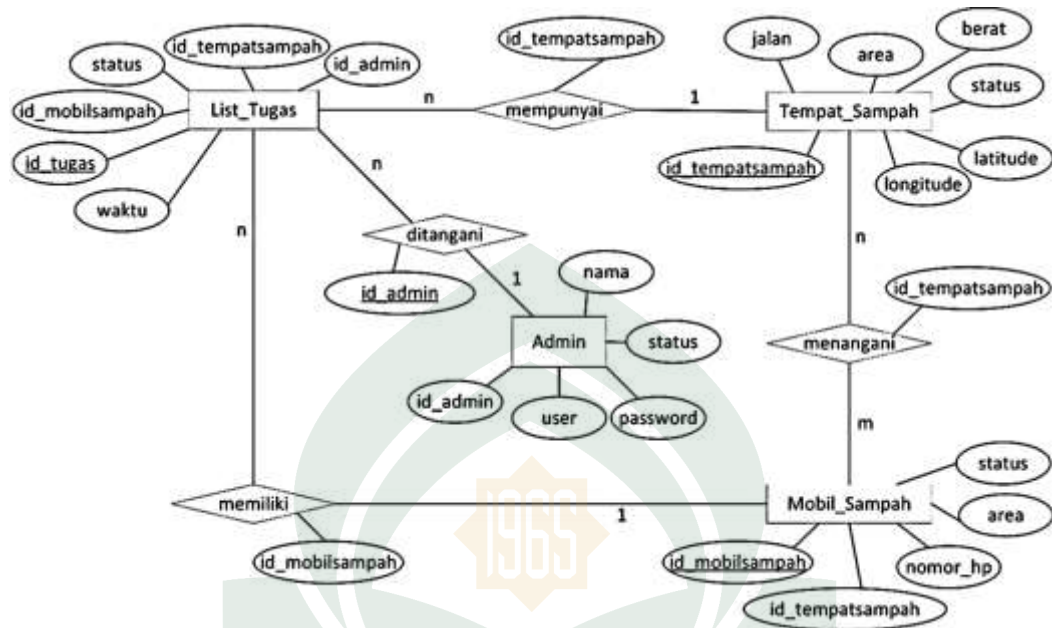 id_tempatsampah
status
id_admin
id_mobilsampah
List_Tugas
id_tugas
waktu
n
id_tempatsampah
mempunyai
1
jalan
area
berat
status
Tempat_Sampah
id_tempatsampah
longitude
latitude
n
n
ditangani
id_admin
1
nama
Admin
status
id_admin
user
password
n
id_tempatsampah
menangani
m
memiliki
id_mobilsampah
1
1965
status
Mobil_Sampah
area
id_mobilsampah
nomor_hp
id_tempatsampah